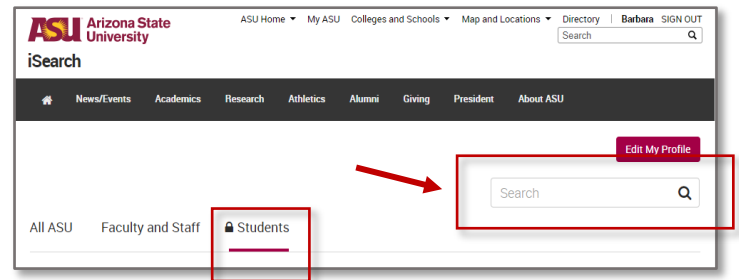 ASU Arizona State University
ASU Home My ASU Colleges and Schools Map and Locations Directory | Barbara SIGN OUT
Search
iSearch
News/Events Academics Research Athletics Alumni Giving President About ASU
Edit My Profile
Search
All ASU Faculty and Staff Students